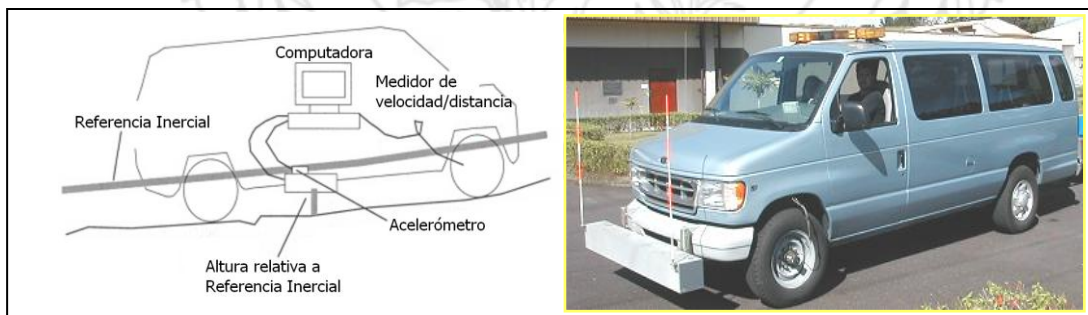 Computadora
Medidor de
velocidad/distancia
Referencia Inercial
Acelerómetro
Altura relativa a
Referencia Inercial